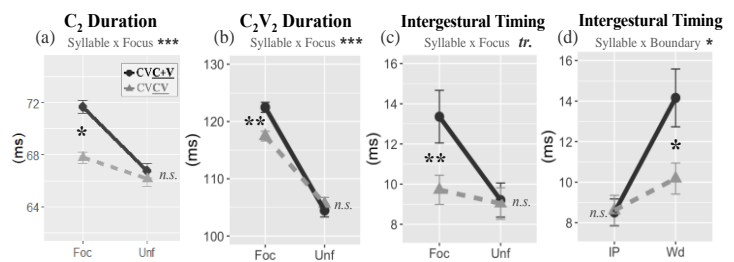 C2 Duration
(a) Syllable x Focus ***
(ms)
72
68
64
CVC+V
CVCV
*
n.s.
Foc Unf
C2V2 Duration
(b) Syllable x Focus ***
(ms)
130
120
110
100
**
n.s.
Foc Unf
Intergestural Timing
(c) Syllable x Focus tr.
(ms)
16
14
12
10
8
**
n.s.
Foc Unf
Intergestural Timing
(d) Syllable x Boundary *
(ms)
16
14
12
10
8
*
n.s.
IP Wd